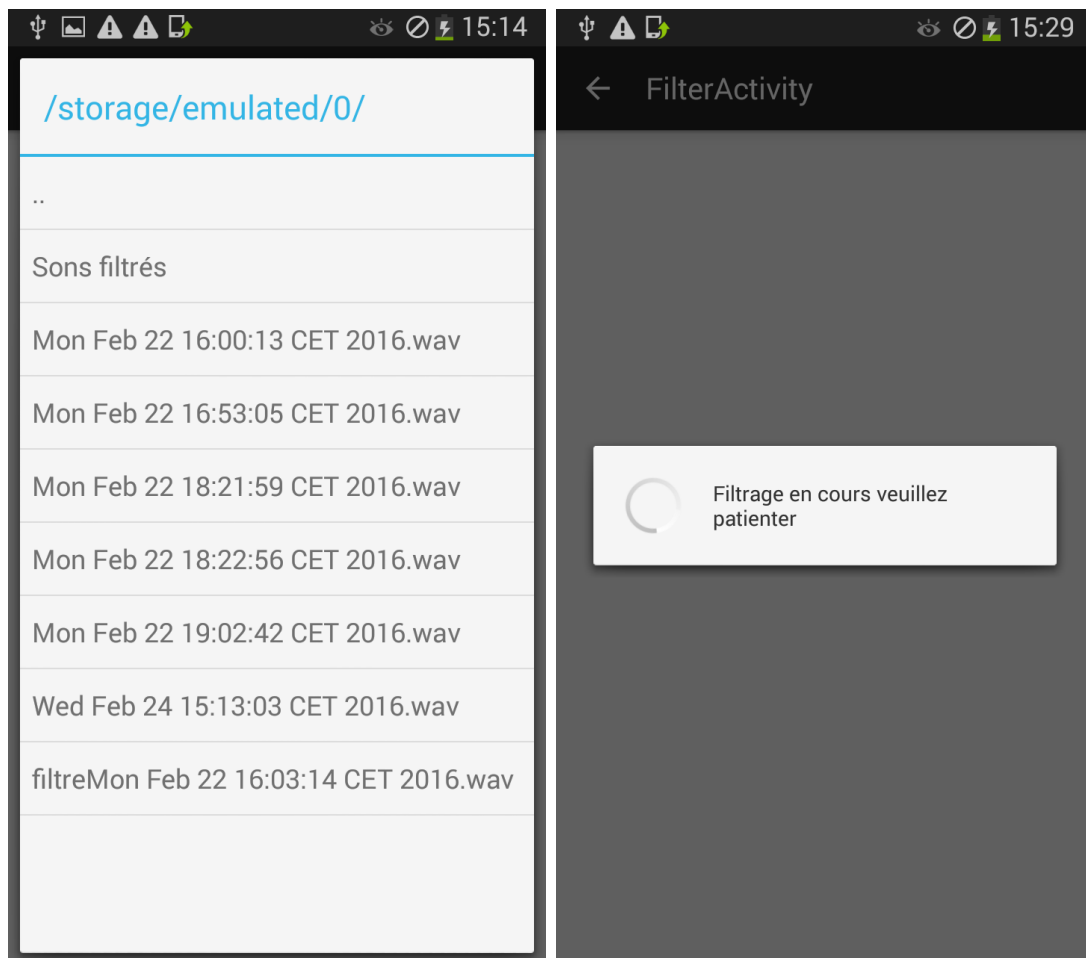 15:14
/storage/emulated/0/
..
Sons filtrés
Mon Feb 22 16:00:13 CET 2016.wav
Mon Feb 22 16:53:05 CET 2016.wav
Mon Feb 22 18:21:59 CET 2016.wav
Mon Feb 22 18:22:56 CET 2016.wav
Mon Feb 22 19:02:42 CET 2016.wav
Wed Feb 24 15:13:03 CET 2016.wav
filtreMon Feb 22 16:03:14 CET 2016.wav
15:29
FilterActivity
Filtrage en cours veuillez
patienter